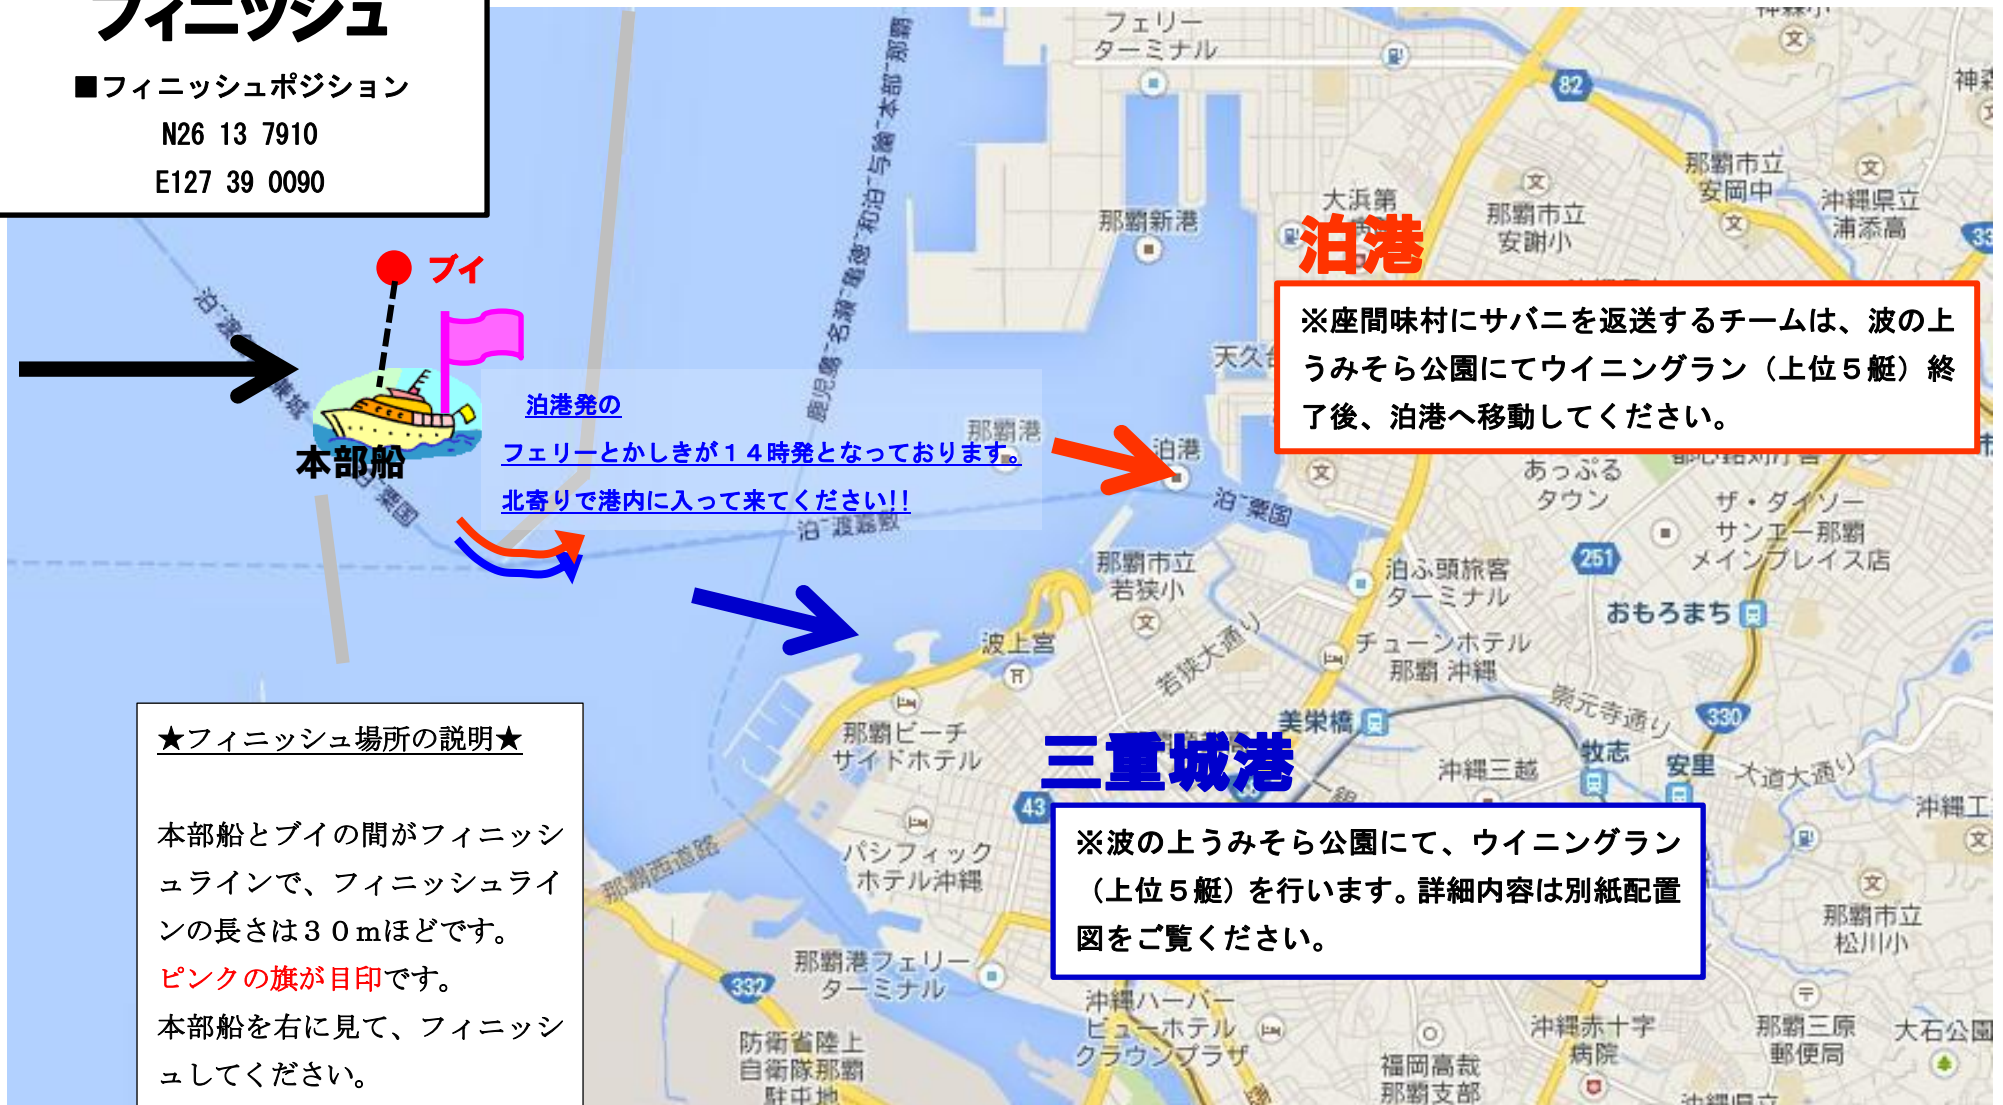 フィニッシュ
■フィニッシュポジション
N26 13 7910
E127 39 0090
ブイ
本部船
泊港発の
フェリーとかしきが１４時発となっております。
北寄りで港内に入って来てください!!
泊港
※座間味村にサバニを返送するチームは、波の上
うみそら公園にてウイニングラン（上位５艇）終
了後、泊港へ移動してください。
三重城港
※波の上うみそら公園にて、ウイニングラン
（上位５艇）を行います。詳細内容は別紙配置
図をご覧ください。
★フィニッシュ場所の説明★
本部船とブイの間がフィニッシ
ュラインで、フィニッシュライ
ンの長さは３０ｍほどです。
ピンクの旗が目印です。
本部船を右に見て、フィニッシ
ュしてください。
フェリー
ターミナル
82
那覇市立
安岡中
沖縄県立
浦添高
33
大浜第
那覇市立
安謝小
那覇新港
天久
那覇港
泊港
泊-粟国
泊-渡嘉敷
あっぷる
タウン
ザ・ダイソー
サンエー那覇
メインプレイス店
251
おもろまち
那覇市立
若狭小
泊ふ頭旅客
ターミナル
波上宮
若狭大通り
チューンホテル
那覇 沖縄
崇元寺通り
330
美栄橋
牧志
安里
大道大通り
那覇ビーチ
サイドホテル
沖縄三越
沖縄工
43
パシフィック
ホテル沖縄
那覇西道路
那覇市立
松川小
那覇港フェリー
ターミナル
332
沖縄ハーバー
ビューホテル
クラウンプラザ
防衛省陸上
自衛隊那覇
駐屯地
福岡高裁
那覇支部
沖縄赤十字
病院
那覇三原
郵便局
大石公園
沖縄県立